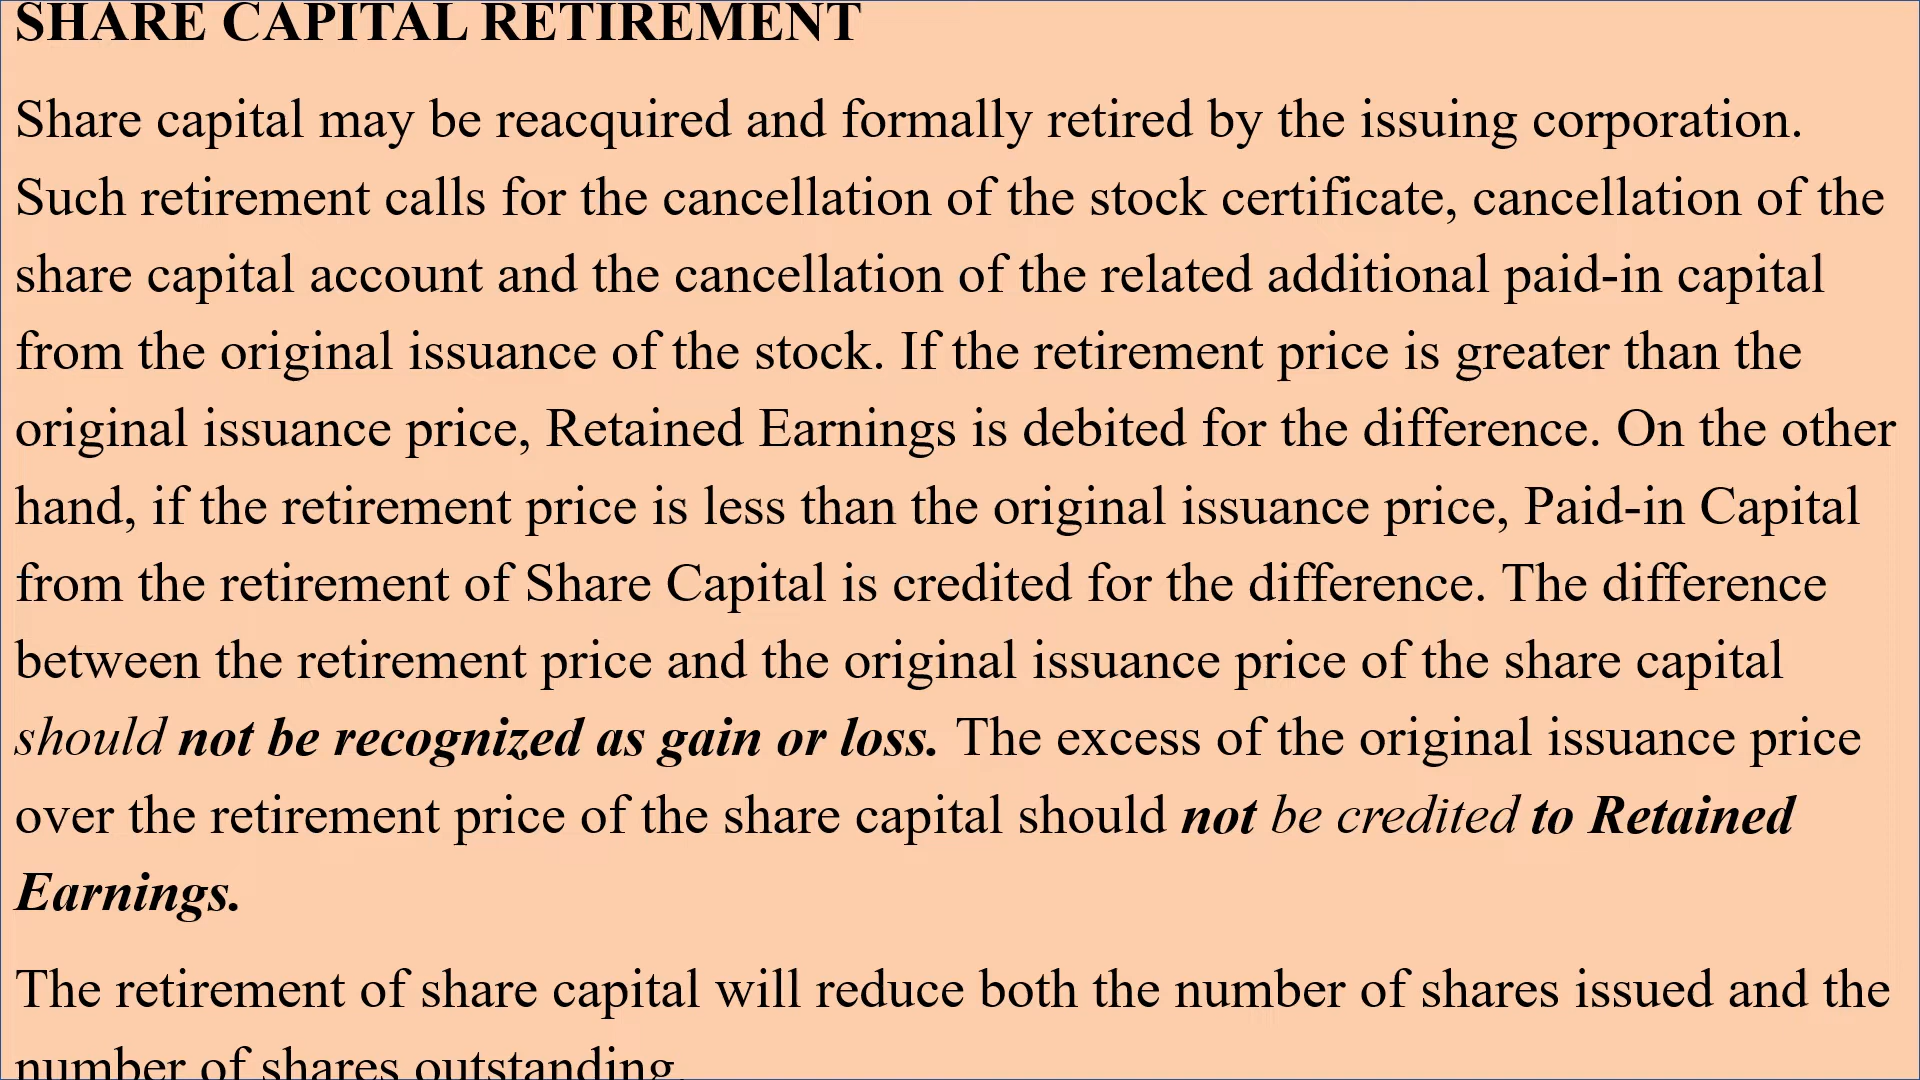 SHARE CAPITAL RETIREMENT
Share capital may be reacquired and formally retired by the issuing corporation.
Such retirement calls for the cancellation of the stock certificate, cancellation of the
share capital account and the cancellation of the related additional paid-in capital
from the original issuance of the stock. If the retirement price is greater than the
original issuance price, Retained Earnings is debited for the difference. On the other
hand, if the retirement price is less than the original issuance price, Paid-in Capital
from the retirement of Share Capital is credited for the difference. The difference
between the retirement price and the original issuance price of the share capital
should not be recognized as gain or loss. The excess of the original issuance price
over the retirement price of the share capital should not be credited to Retained
Earnings.
The retirement of share capital will reduce both the number of shares issued and the
number of shares outstanding.